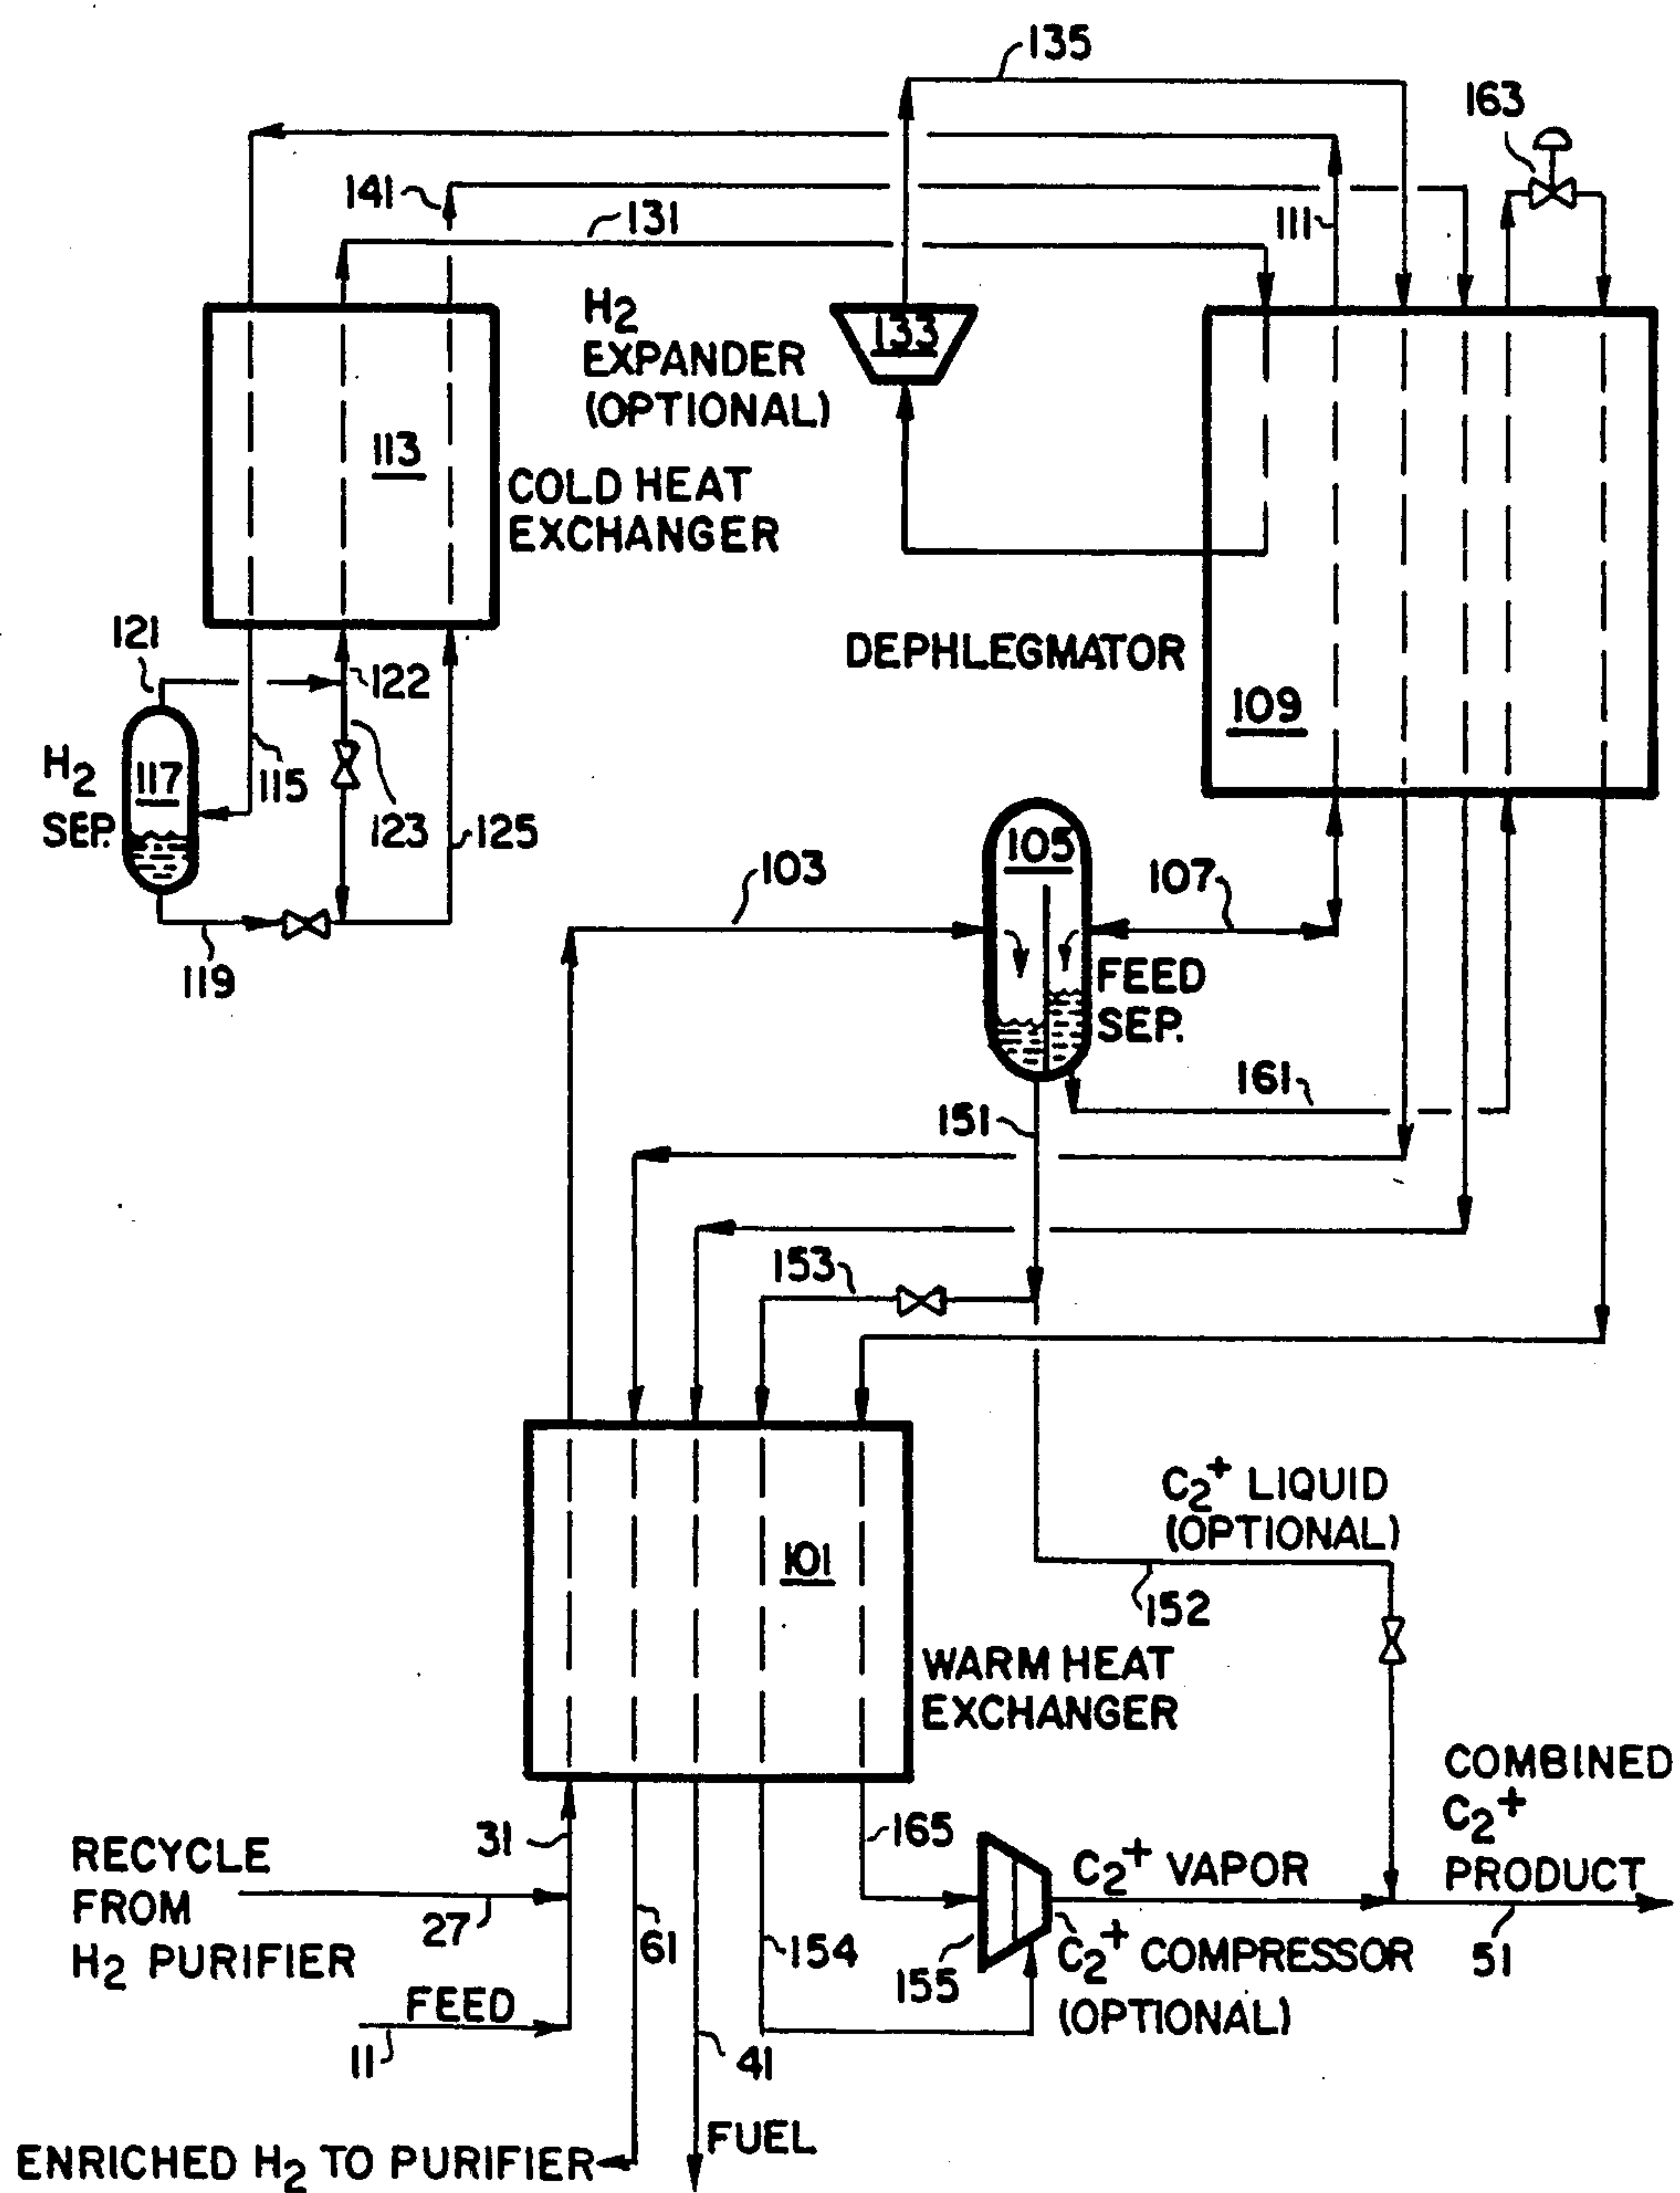 135
163
141
131
111
H2
EXPANDER
(OPTIONAL)
133
113
COLD HEAT
EXCHANGER
121
122
DEPHLEGMATOR
109
H2
SEP.
117
115
123
125
119
103
105
107
FEED
SEP.
161
151
153
C2+ LIQUID
(OPTIONAL)
152
101
WARM HEAT
EXCHANGER
COMBINED
C2+
PRODUCT
RECYCLE
FROM
H2 PURIFIER
31
27
165
C2+ VAPOR
61
154
155
C2+ COMPRESSOR
(OPTIONAL)
51
FEED
11
41
FUEL
ENRICHED H2 TO PURIFIER